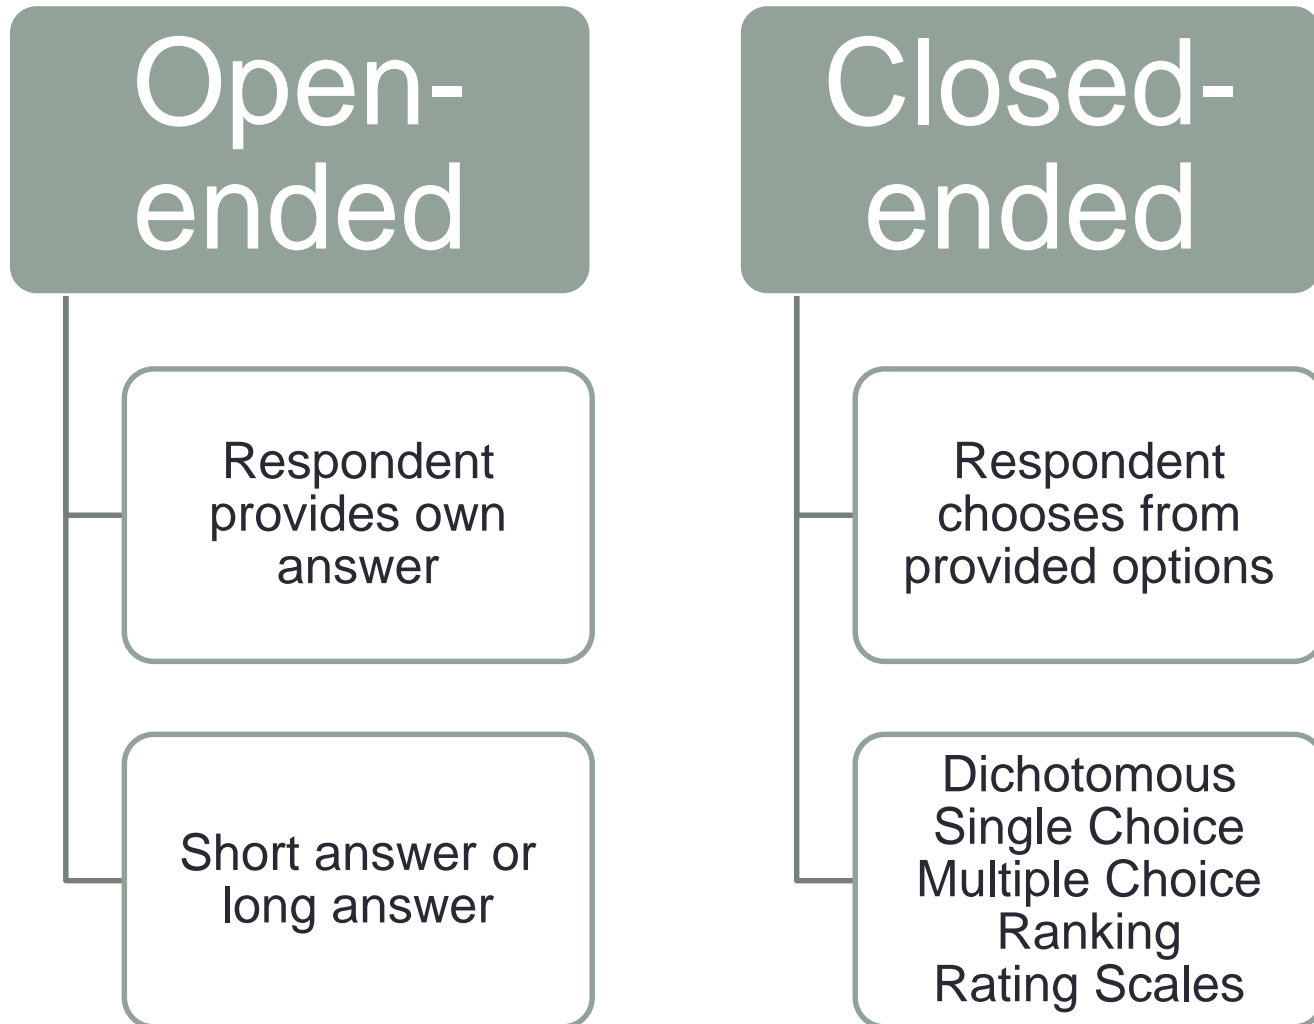 Open-
ended
Respondent
provides own
answer
Short answer or
long answer
Closed-
ended
Respondent
chooses from
provided options
Dichotomous
Single Choice
Multiple Choice
Ranking
Rating Scales